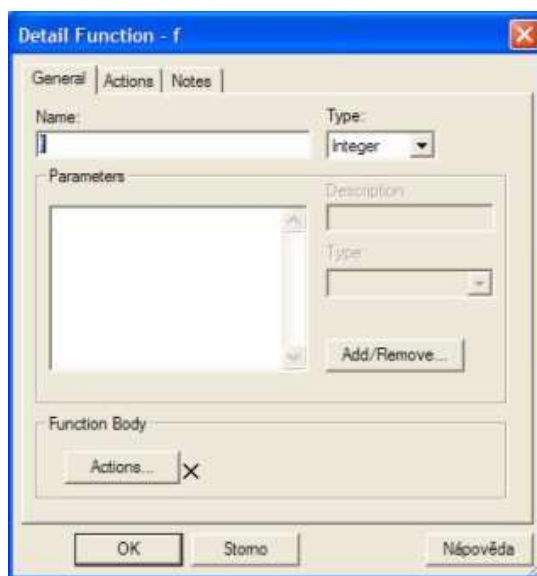 Detail Function - f
General Actions Notes
Name: Type:
f Integer
Parameters
Description
Type
Add/Remove...
Function Body
Actions...
OK Storno Nápověda